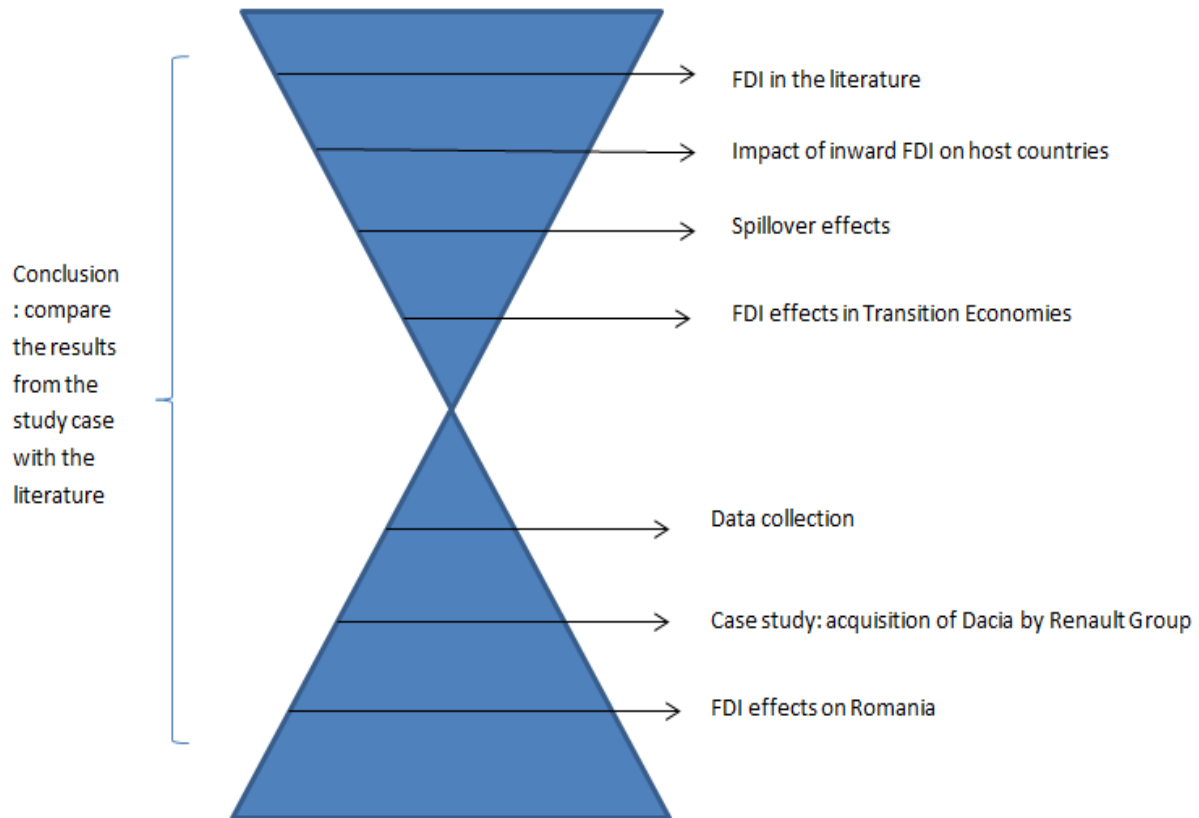 FDI in the literature
Impact of inward FDI on host countries
Spillover effects
FDI effects in Transition Economies
Conclusion
: compare
the results
from the
study case
with the
literature
Data collection
Case study: acquisition of Dacia by Renault Group
FDI effects on Romania